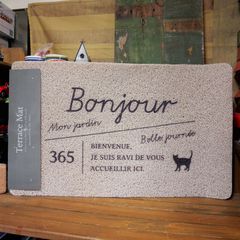 Terrace Mat
Bonjour
Mon jardin
Belle journée
365
BIENVENUE,
JE SUIS RAVI DE VOUS
ACCUEILLIR ICI.